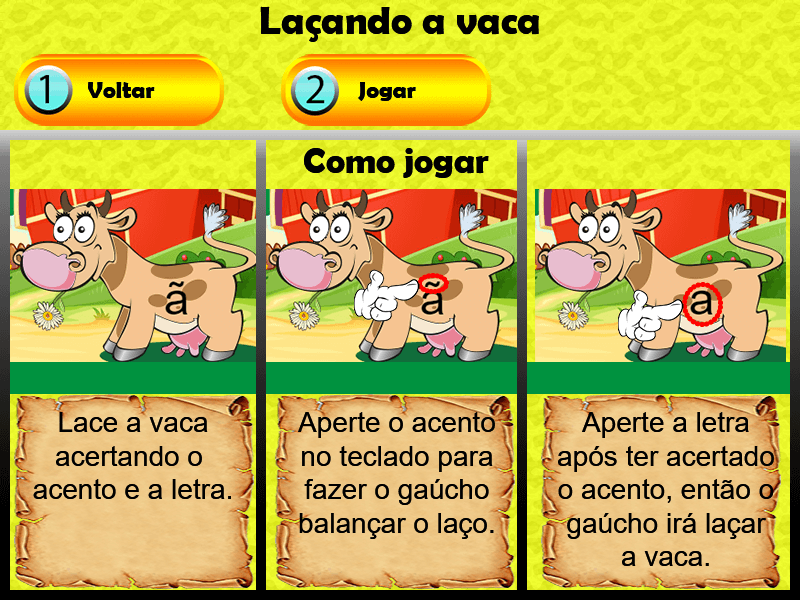 Laçando a vaca
1 Voltar
2 Jogar
Como jogar
ã
ã
a
Lace a vaca
acertando o
acento e a letra.
Aperte o acento
no teclado para
fazer o gaúcho
balançar o laço.
Aperte a letra
após ter acertado
o acento, então o
gaúcho irá laçar
a vaca.